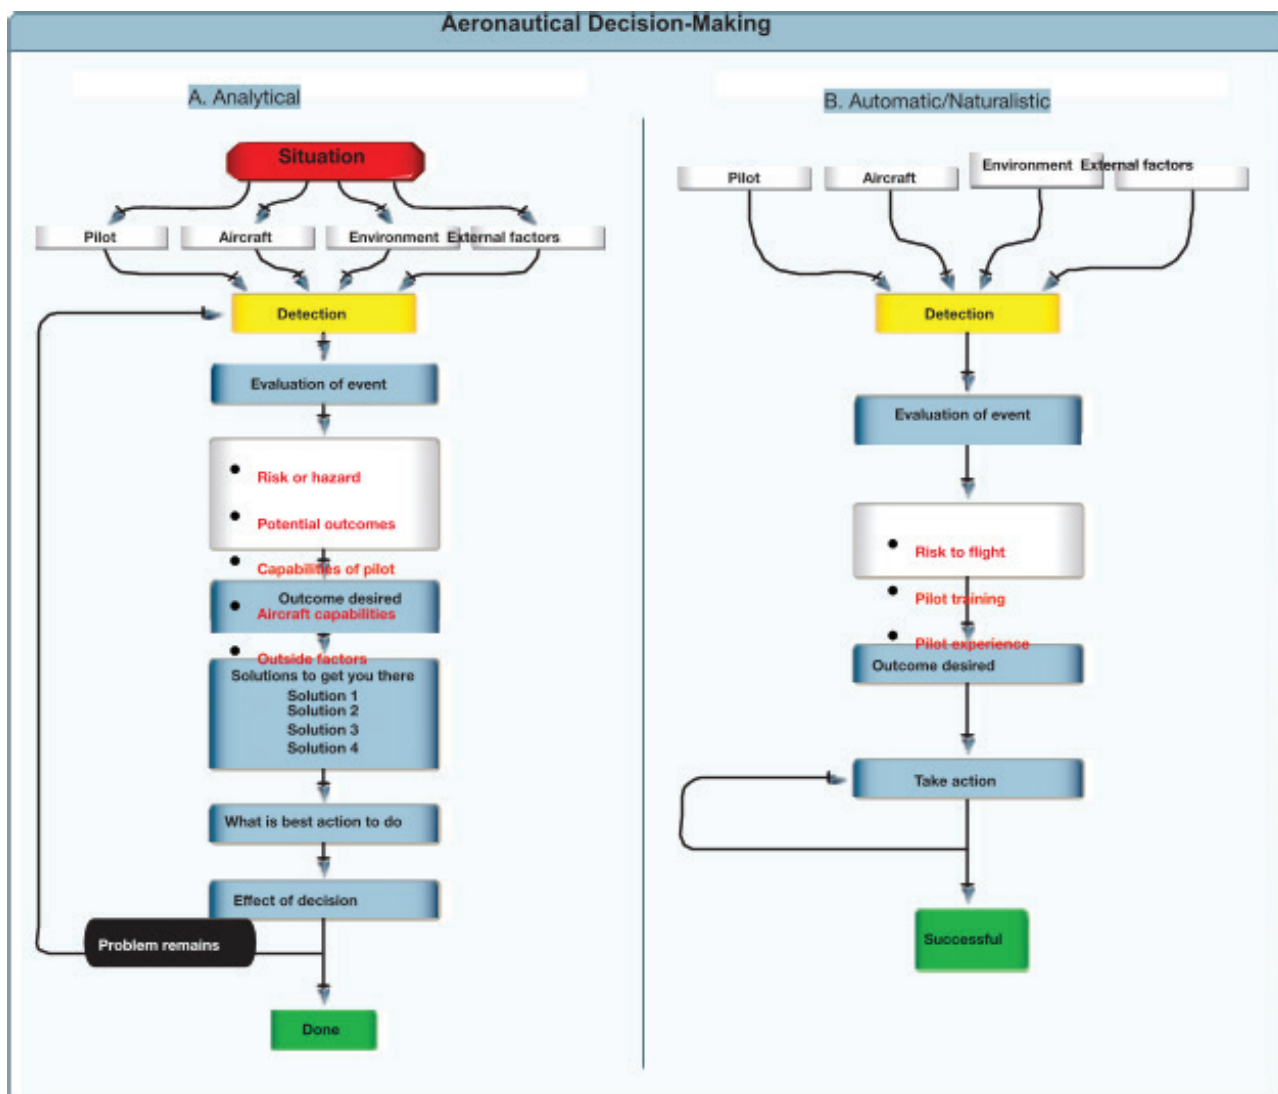 Aeronautical Decision-Making
A. Analytical
Situation
Pilot
Aircraft
Environment
External factors
Detection
Evaluation of event
• Risk or hazard
• Potential outcomes
• Capabilities of pilot
Outcome desired
• Aircraft capabilities
• Outside factors
Solutions to get you there
Solution 1
Solution 2
Solution 3
Solution 4
What is best action to do
Effect of decision
Problem remains
Done
B. Automatic/Naturalistic
Pilot
Aircraft
Environment
External factors
Detection
Evaluation of event
• Risk to flight
• Pilot training
• Pilot experience
Outcome desired
Take action
Successful